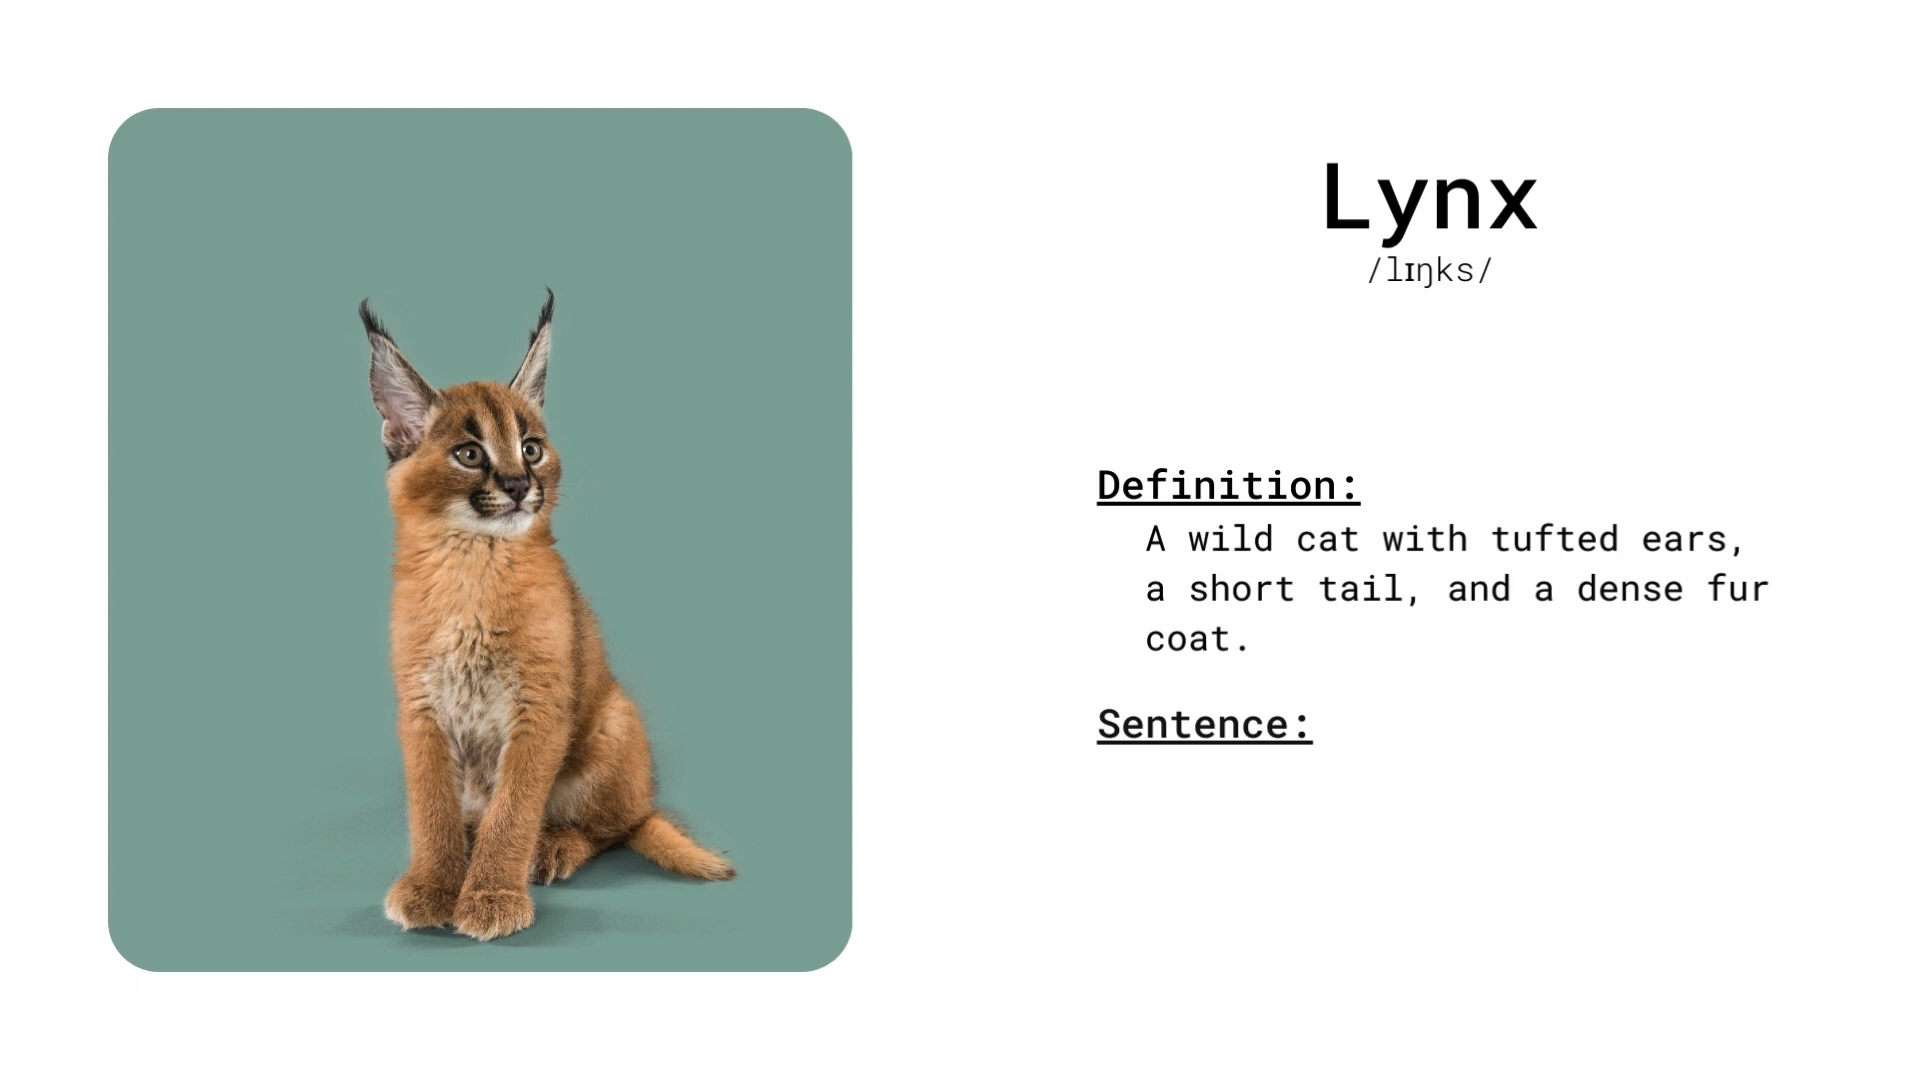 Lynx
/lɪŋks/
Definition:
A wild cat with tufted ears,
a short tail, and a dense fur
coat.
Sentence: